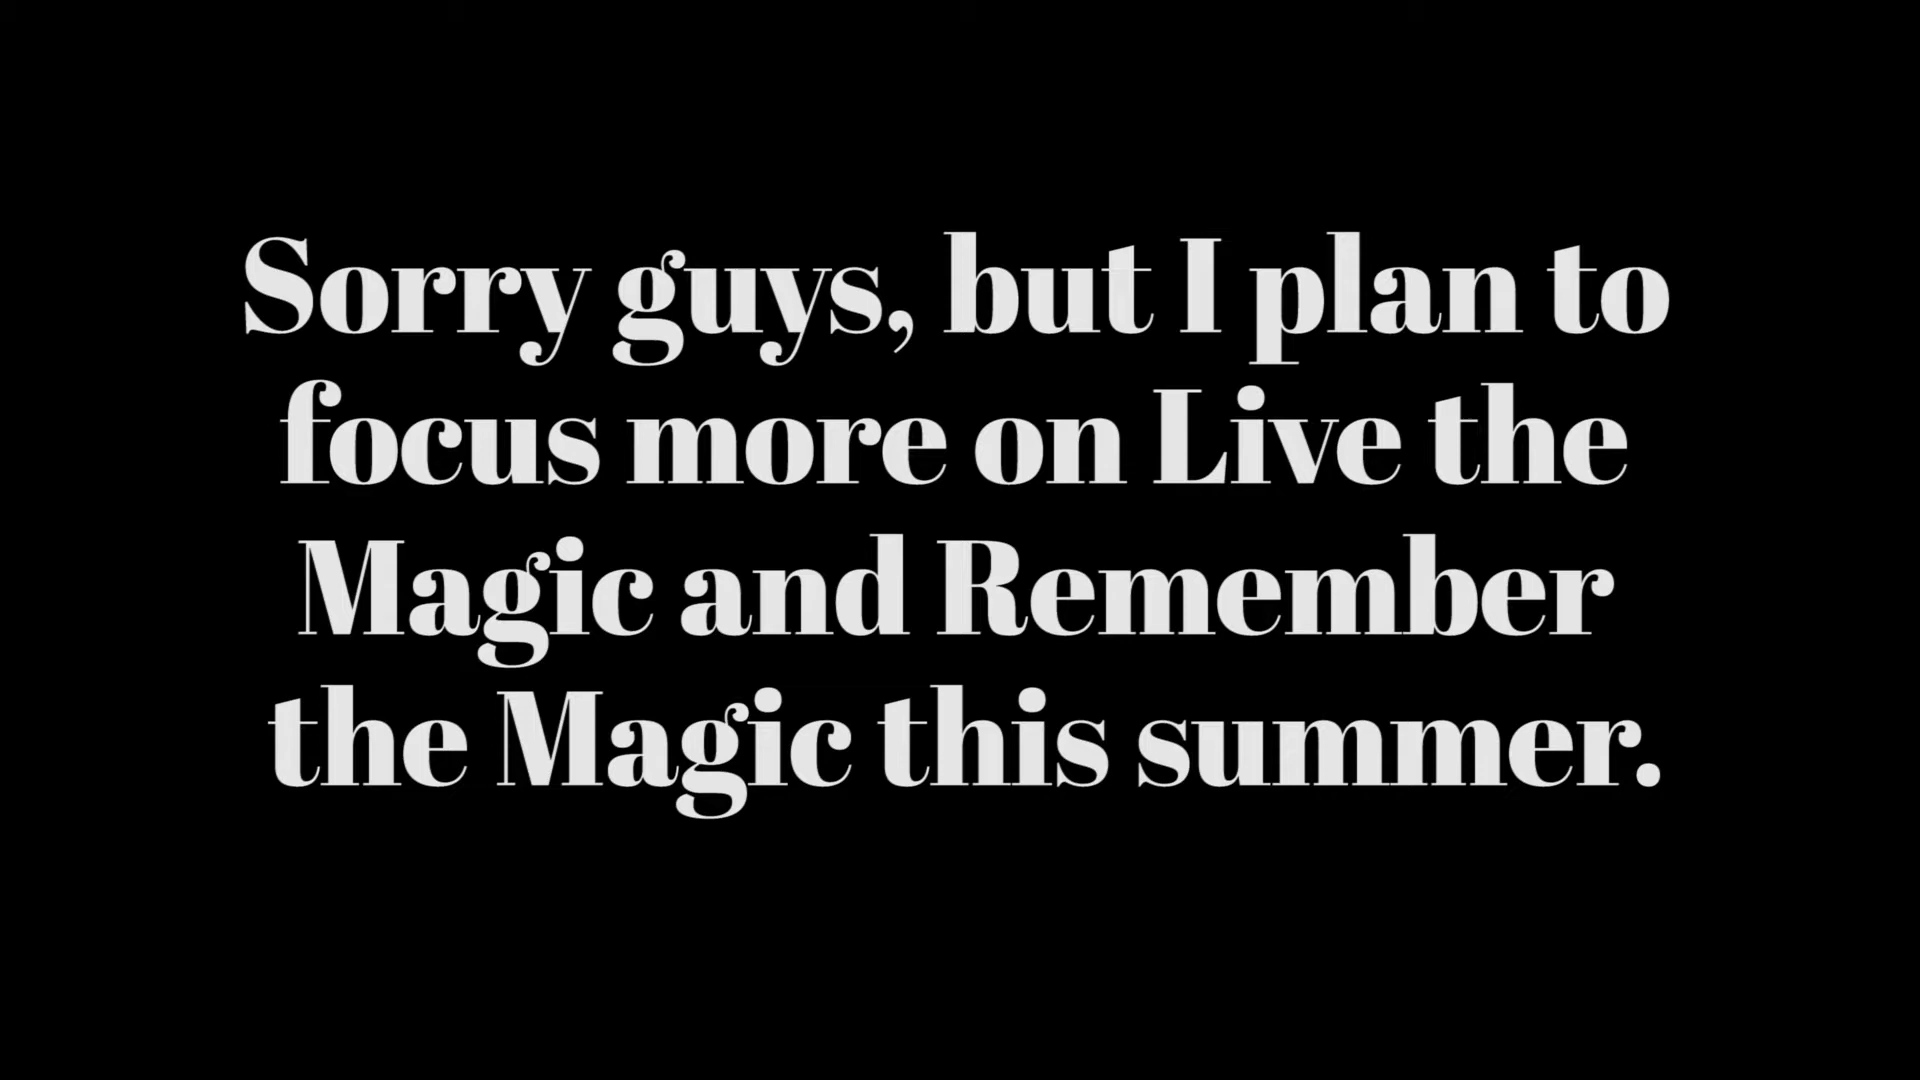 Sorry guys, but I plan to
focus more on Live the
Magic and Remember
the Magic this summer.